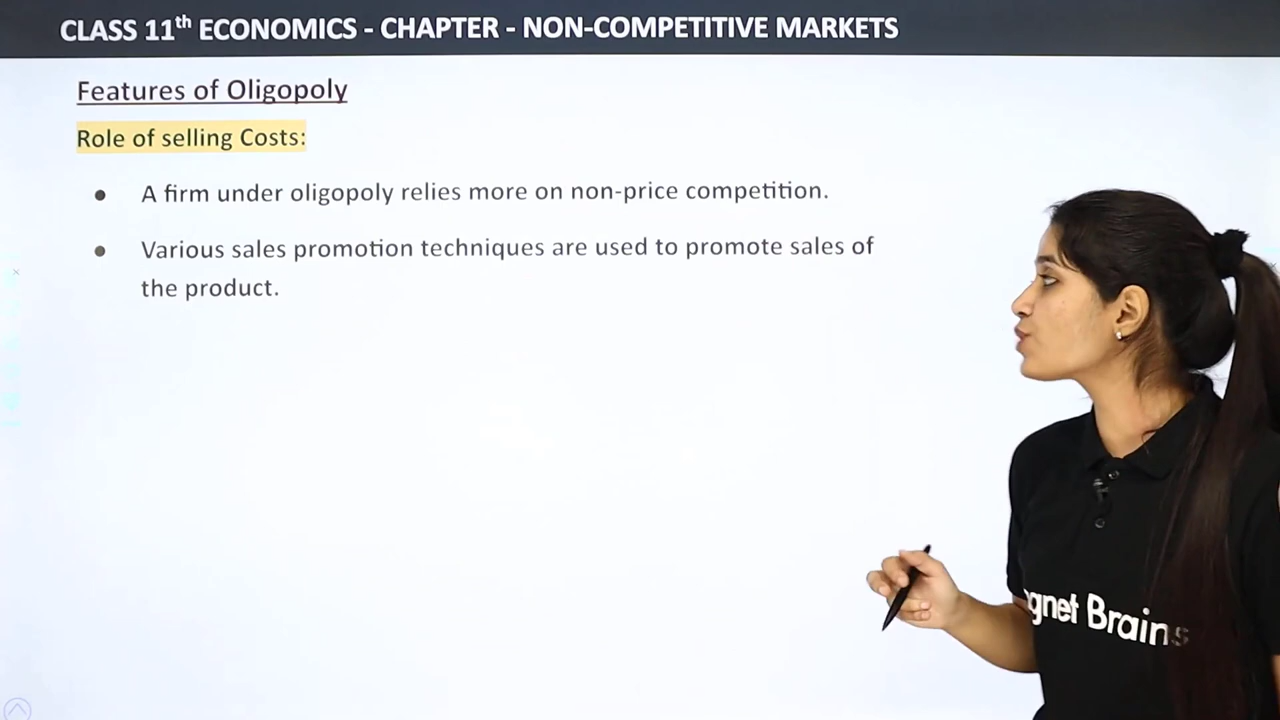 CLASS 11th ECONOMICS - CHAPTER - NON-COMPETITIVE MARKETS
Features of Oligopoly
Role of selling Costs:
● A firm under oligopoly relies more on non-price competition.
● Various sales promotion techniques are used to promote sales of
the product.
gnet Brains